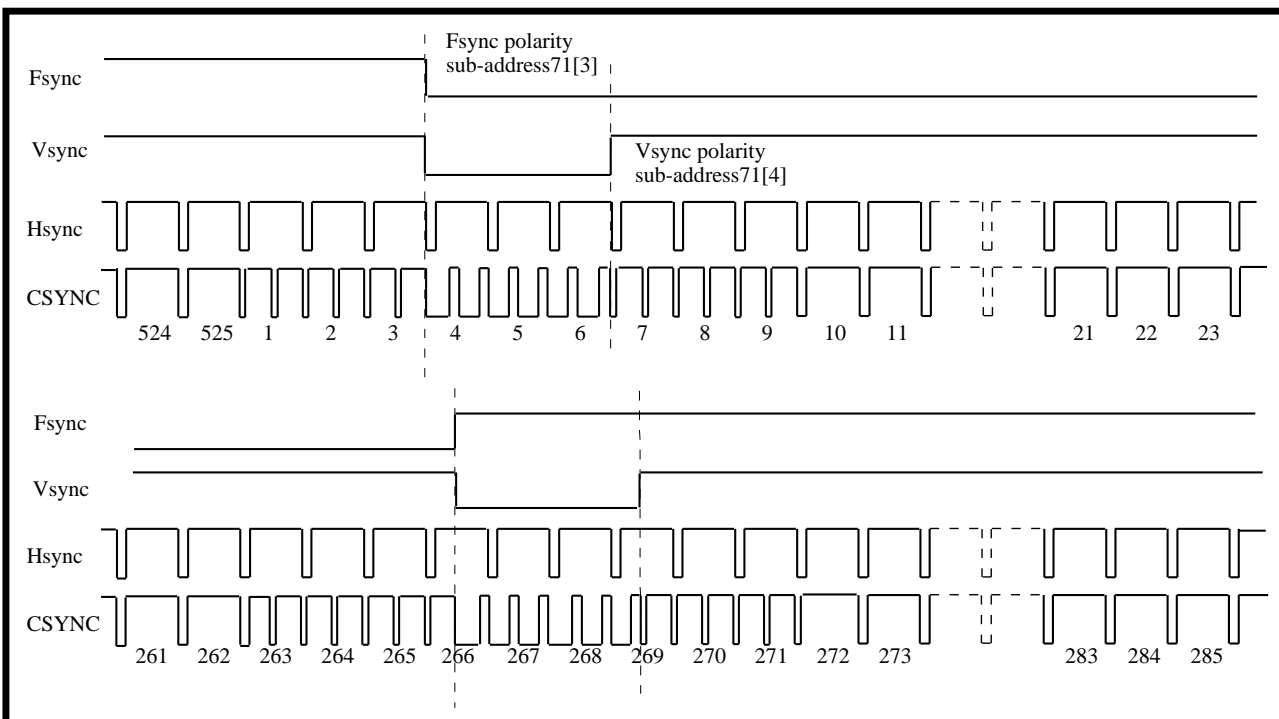 Fsync polarity
sub-address71[3]
Fsync
Vsync
Vsync polarity
sub-address71[4]
Hsync
CSYNC
524 525 1 2 3 4 5 6 7 8 9 10 11 21 22 23
Fsync
Vsync
Hsync
CSYNC
261 262 263 264 265 266 267 268 269 270 271 272 273 283 284 285